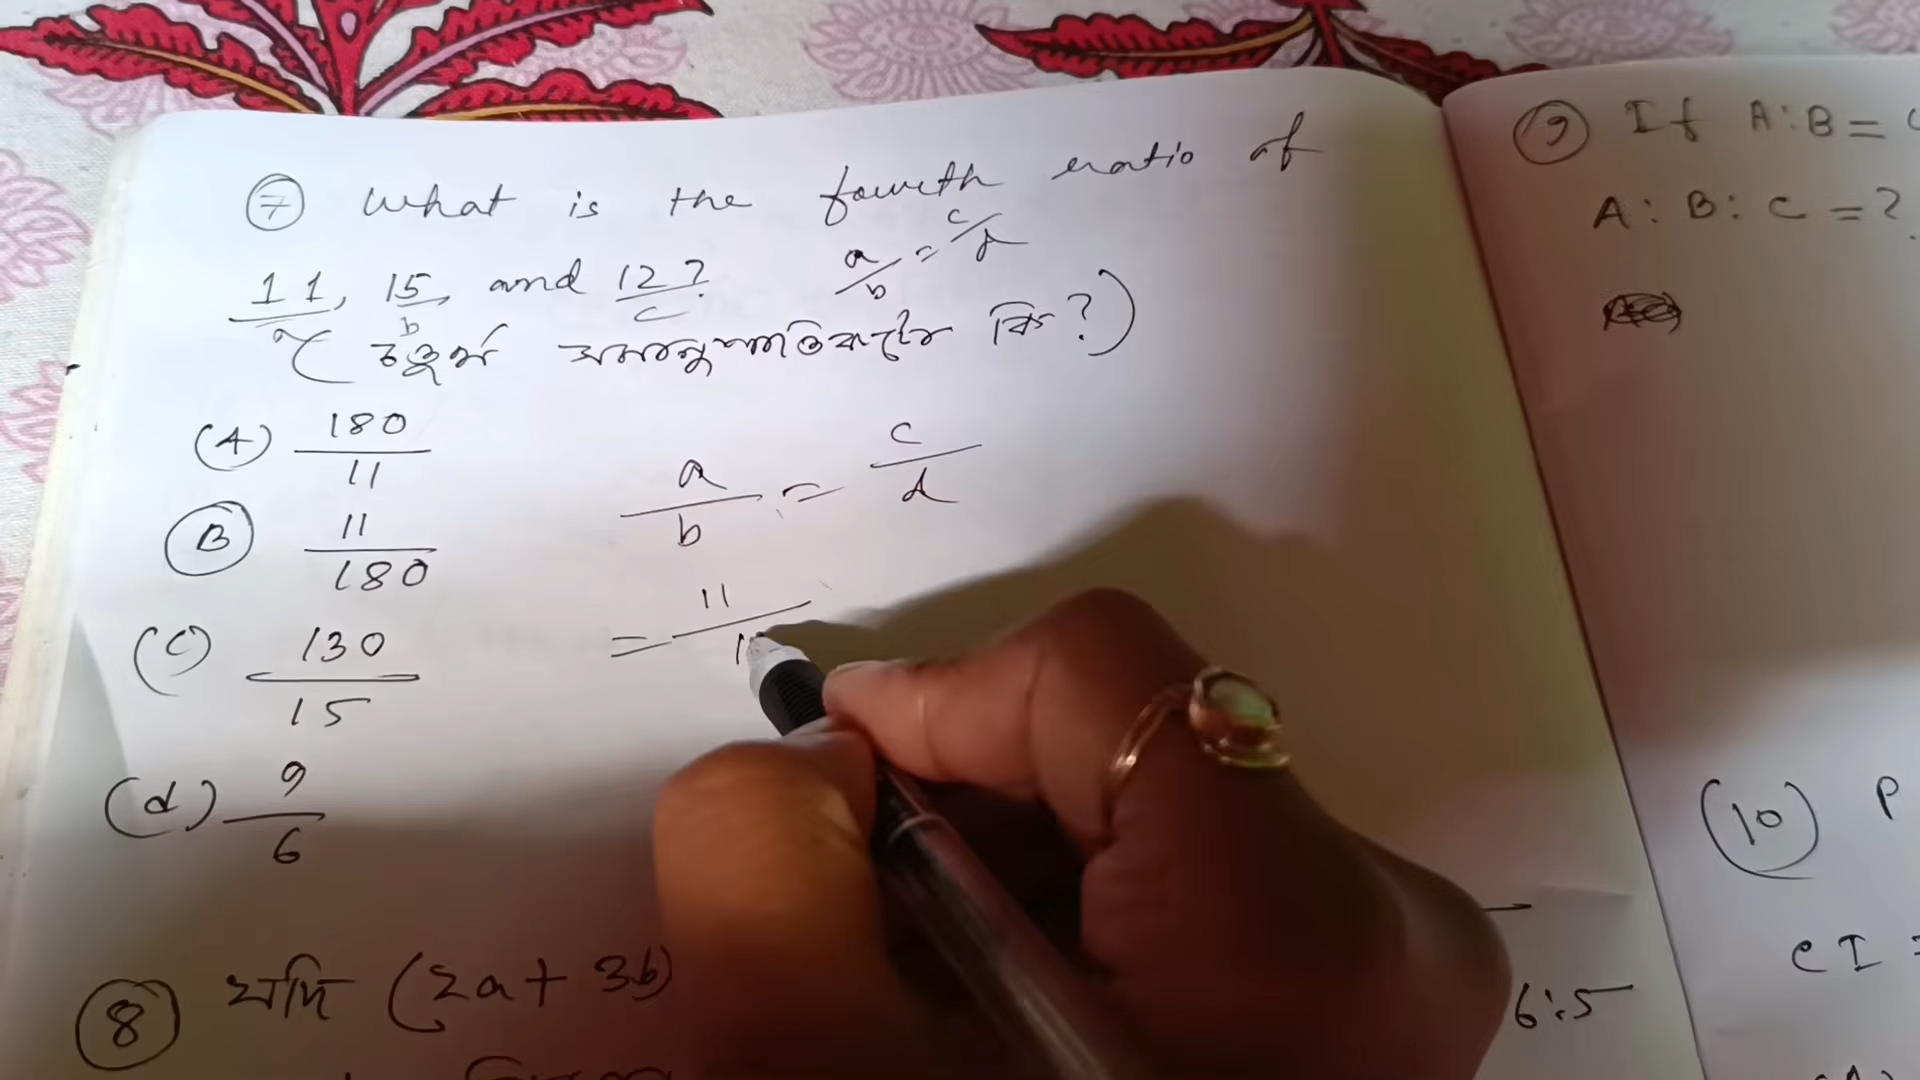 7 What is the fourth ratio of
11, 15, and 12?
a b c
a/b = c/d
(চতুর্থ সমানুপাতিকটি কি?)
(A) 180/11
B 11/180
(C) 130/15
(d) 9/6
a/b = c/d
= 11/1
8 যদি (2a+3b)
6:5
9 If A:B=
A:B:C=?
(10) P
CI =